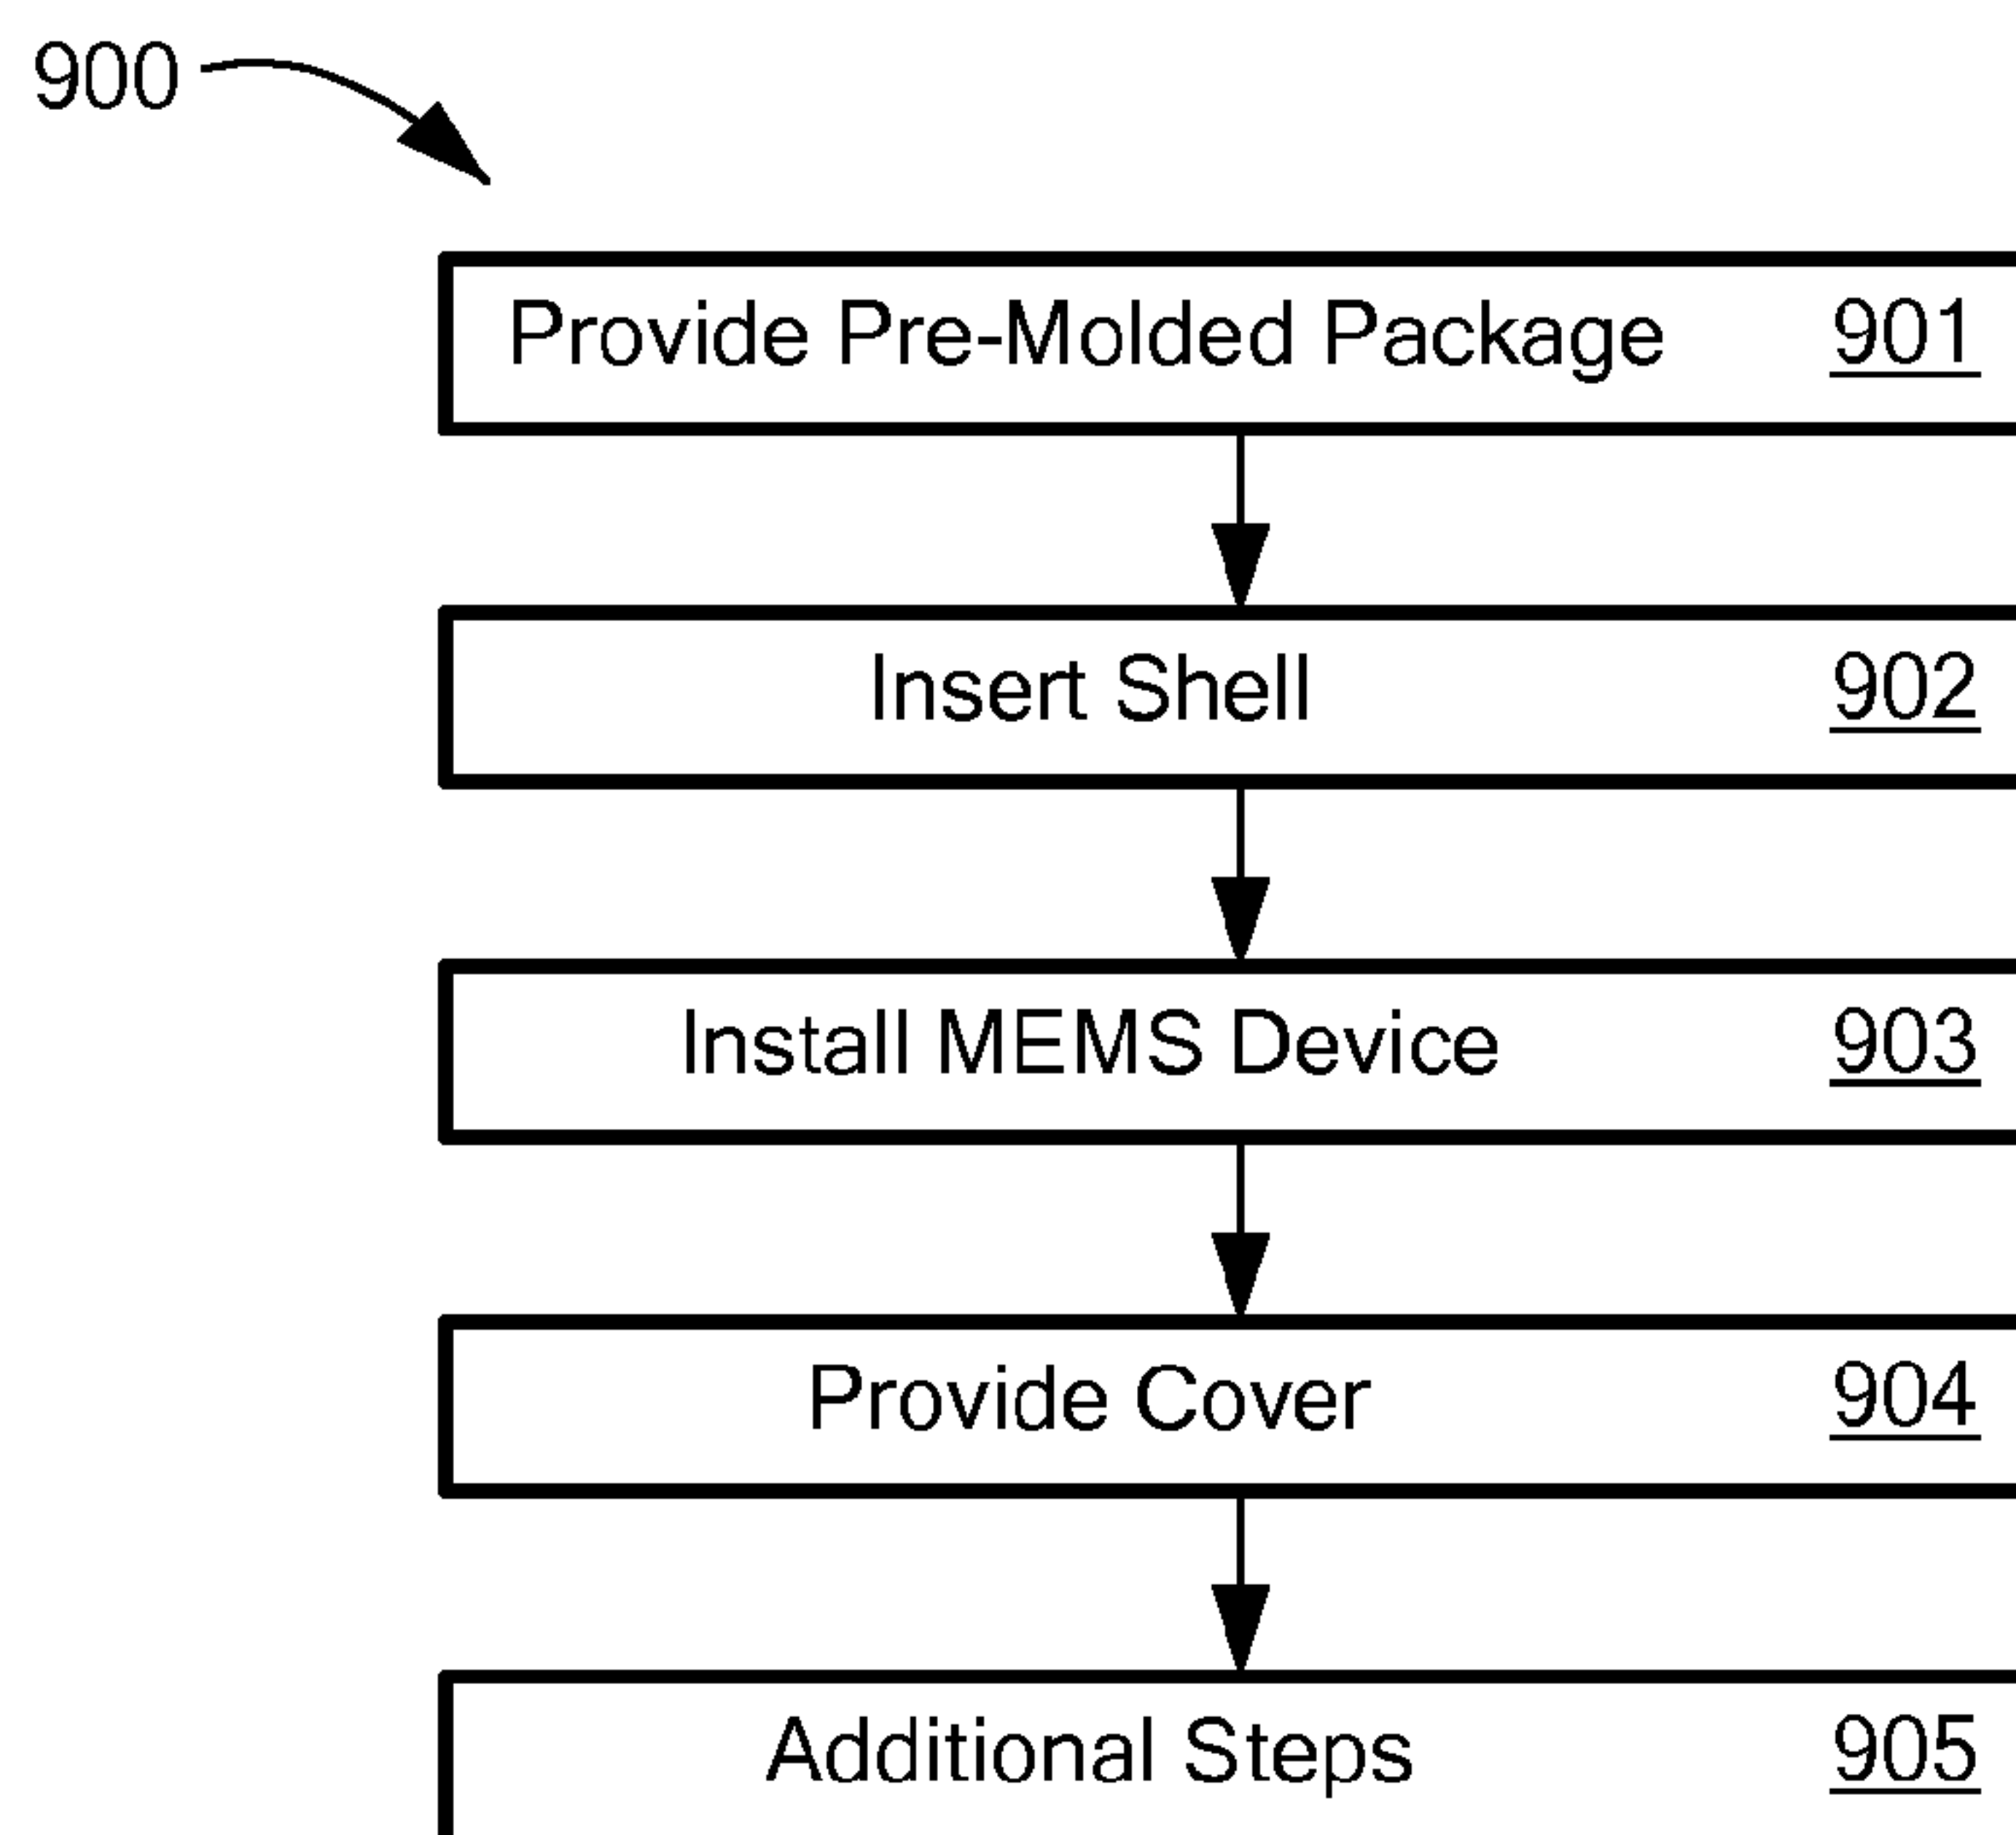 900
Provide Pre-Molded Package 901
Insert Shell 902
Install MEMS Device 903
Provide Cover 904
Additional Steps 905